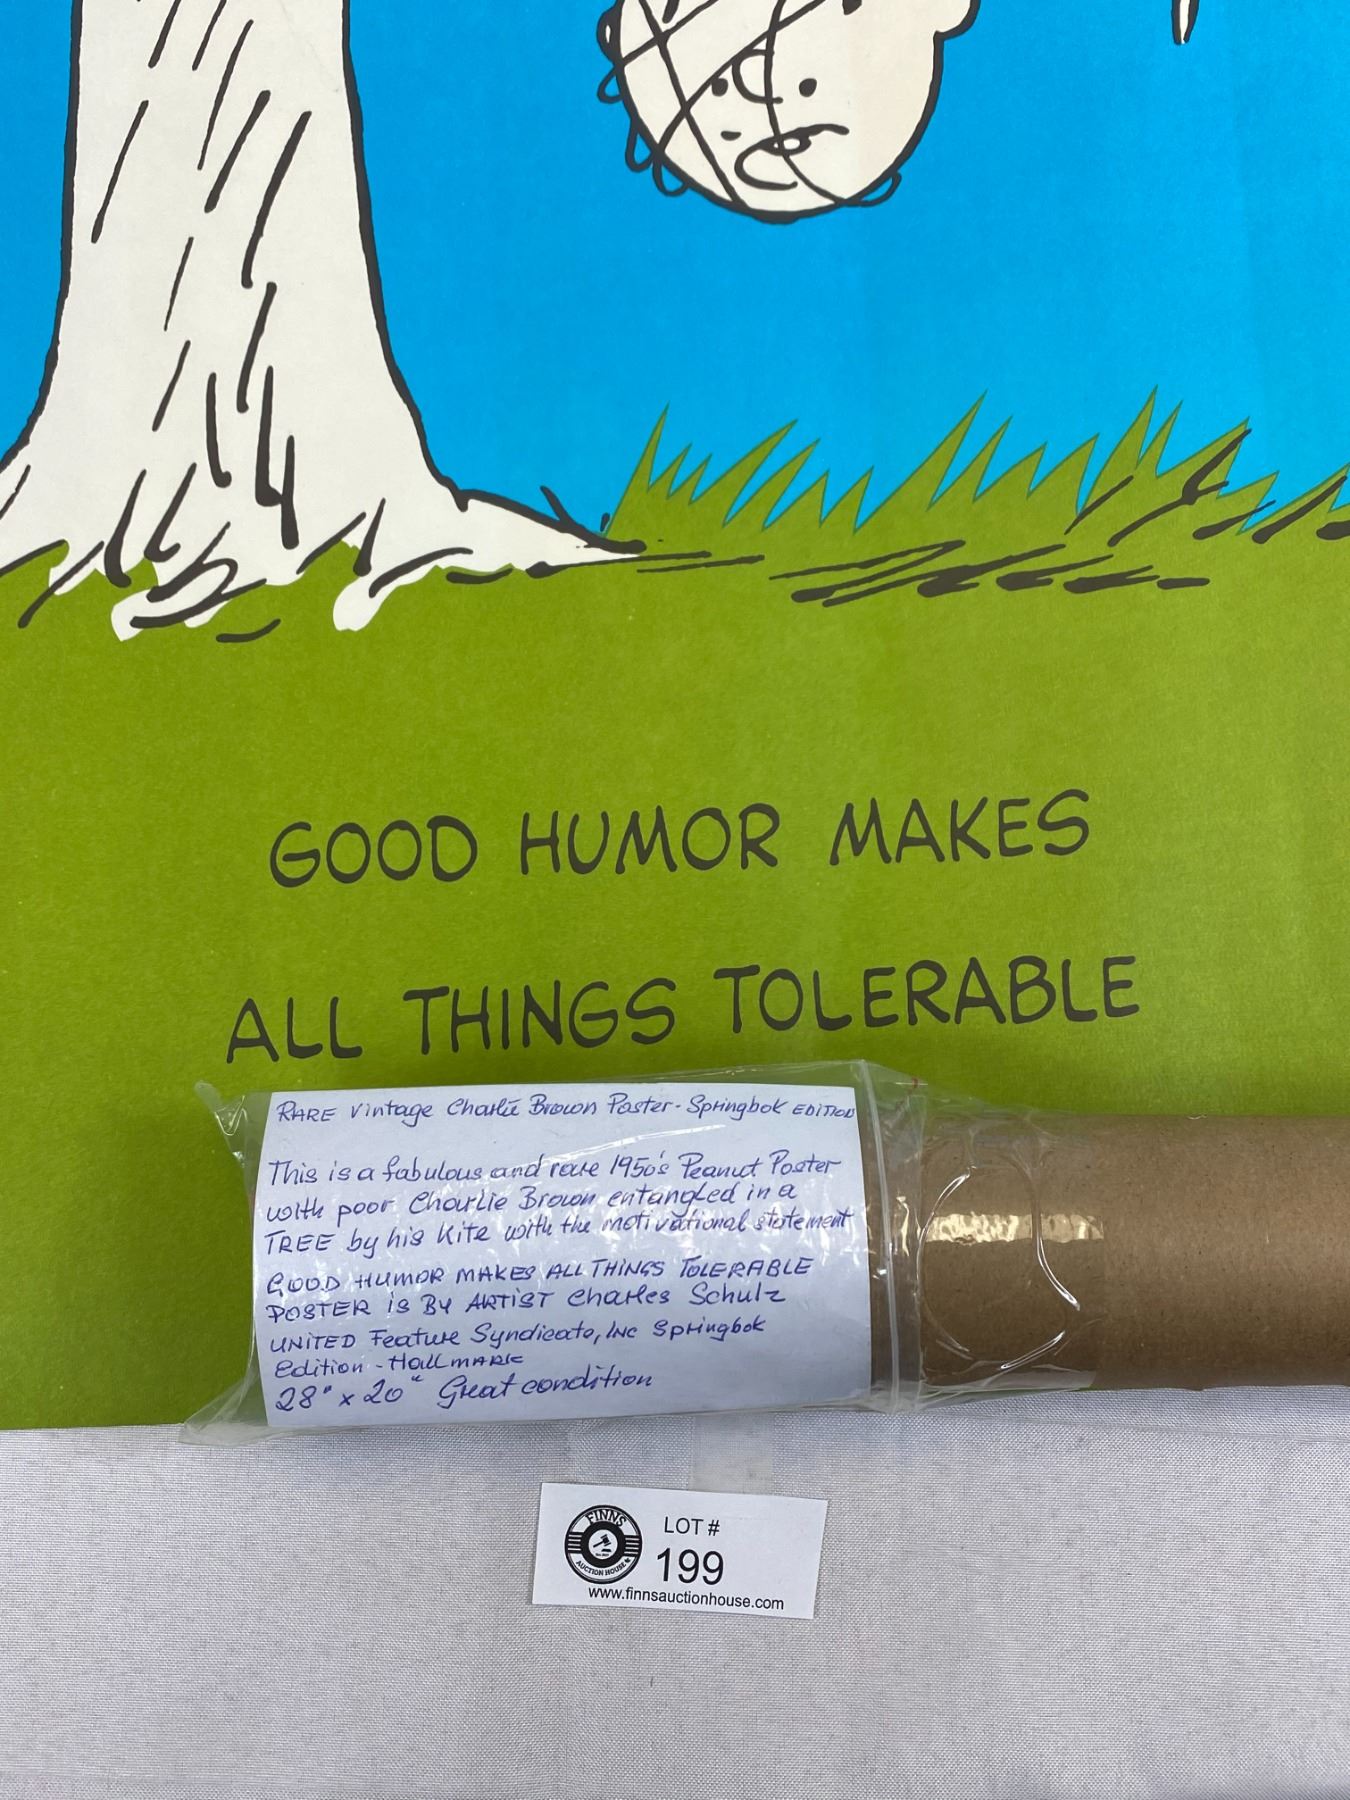 GOOD HUMOR MAKES
ALL THINGS TOLERABLE
RARE Vintage Charlie Brown Poster - Springbok EDITION
This is a fabulous and rare 1950's Peanut Poster
with poor Charlie Brown entangled in a
TREE by his Kite with the motivational statement
GOOD HUMOR MAKES ALL THINGS TOLERABLE
POSTER is BY ARTIST Charles Schulz
UNITED Feature Syndicate, INC Springbok
Edition - Hallmark
28" x 20" Great condition
FINNS
AUCTION HOUSE
LOT #
199
www.finnsauctionhouse.com